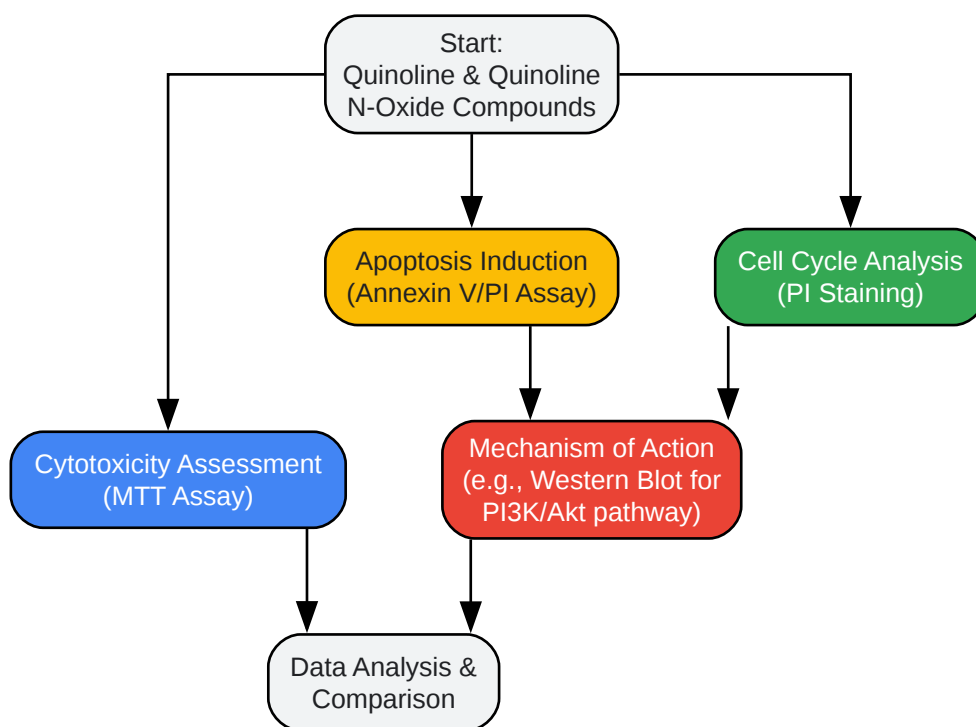 Start:
Quinoline & Quinoline
N-Oxide Compounds
Apoptosis Induction
(Annexin V/PI Assay)
Cell Cycle Analysis
(PI Staining)
Cytotoxicity Assessment
(MTT Assay)
Mechanism of Action
(e.g., Western Blot for
PI3K/Akt pathway)
Data Analysis &
Comparison